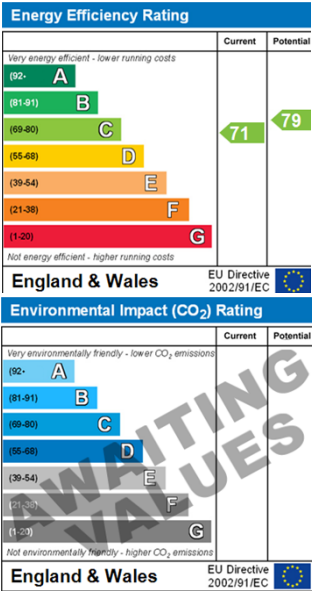 Energy Efficiency Rating
Current Potential
Very energy efficient - lower running costs
(92- A
(81-91) B
(69-80) C
(55-68) D
(39-54) E
(21-38) F
(1-20) G
71
79
Not energy efficient - higher running costs
England & Wales
EU Directive
2002/91/EC
Environmental Impact (CO₂) Rating
Current Potential
Very environmentally friendly - lower CO₂ emissions
(92- A
(81-91) B
(69-80) C
(55-68) D
(39-54) E
(21-38) F
(1-20) G
AWAITING
VALUES
Not environmentally friendly - higher CO₂ emissions
England & Wales
EU Directive
2002/91/EC